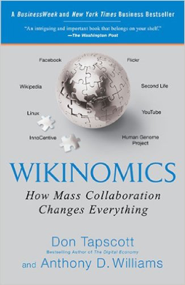 A BusinessWeek and New York Times Business Bestseller
"An intriguing and important book that belongs on your shelf."
—The Washington Post
Facebook
Flickr
Wikipedia
Second Life
Linux
YouTube
InnoCentive
Human Genome
Project
WIKINOMICS
How Mass Collaboration
Changes Everything
Don Tapscott
Bestselling Author of The Digital Economy
and Anthony D. Williams